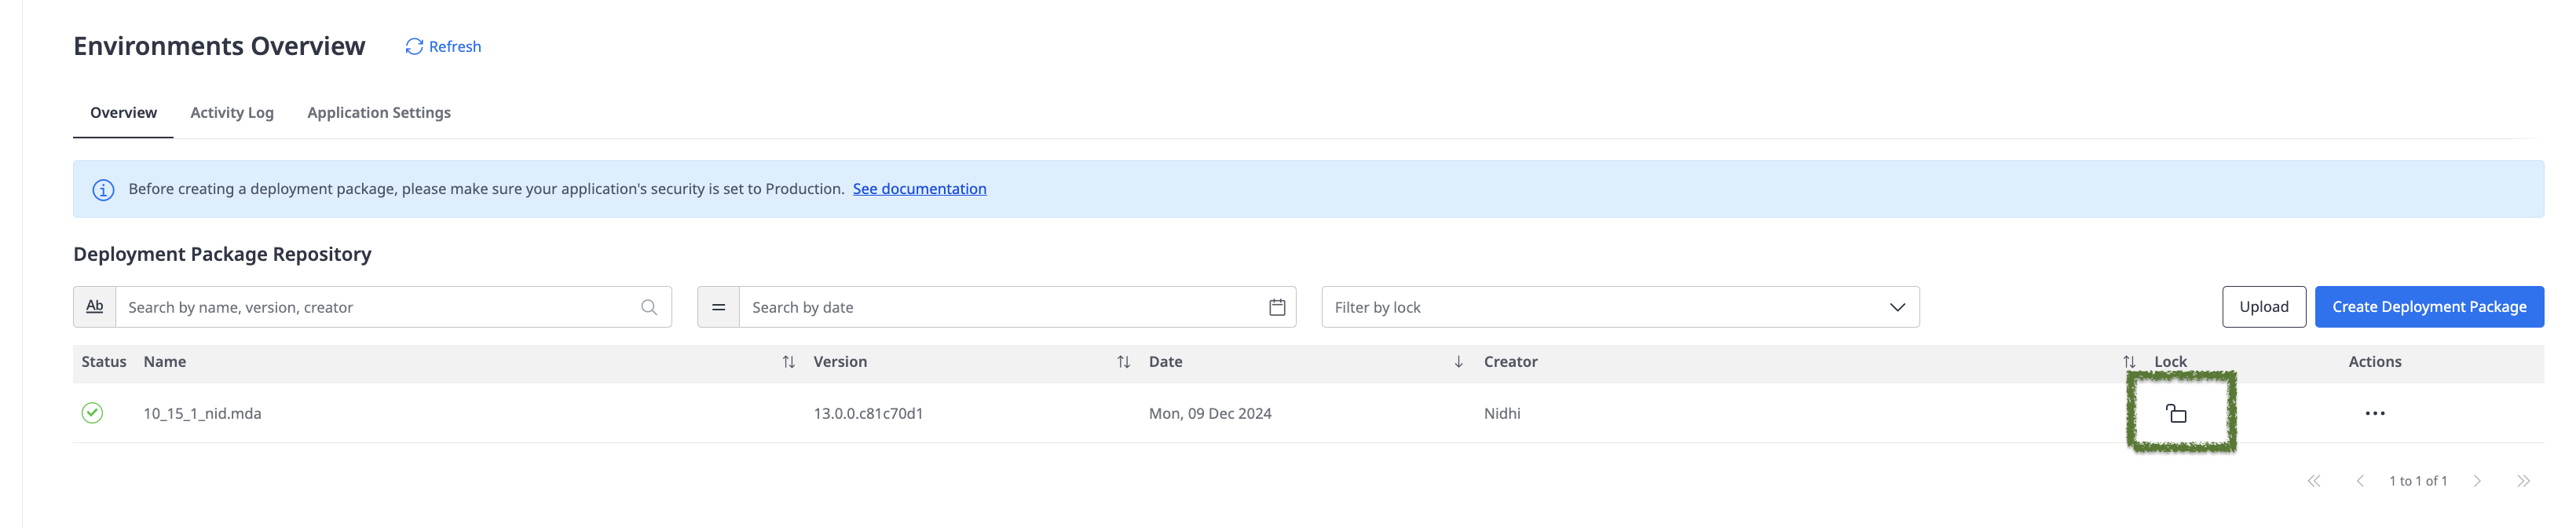 Environments Overview Refresh
Overview Activity Log Application Settings
Before creating a deployment package, please make sure your application's security is set to Production. See documentation
Deployment Package Repository
Ab Search by name, version, creator = Search by date Filter by lock Upload Create Deployment Package
Status Name Version Date Creator Lock Actions
10_15_1_nid.mda 13.0.0.c81c70d1 Mon, 09 Dec 2024 Nidhi
1 to 1 of 1